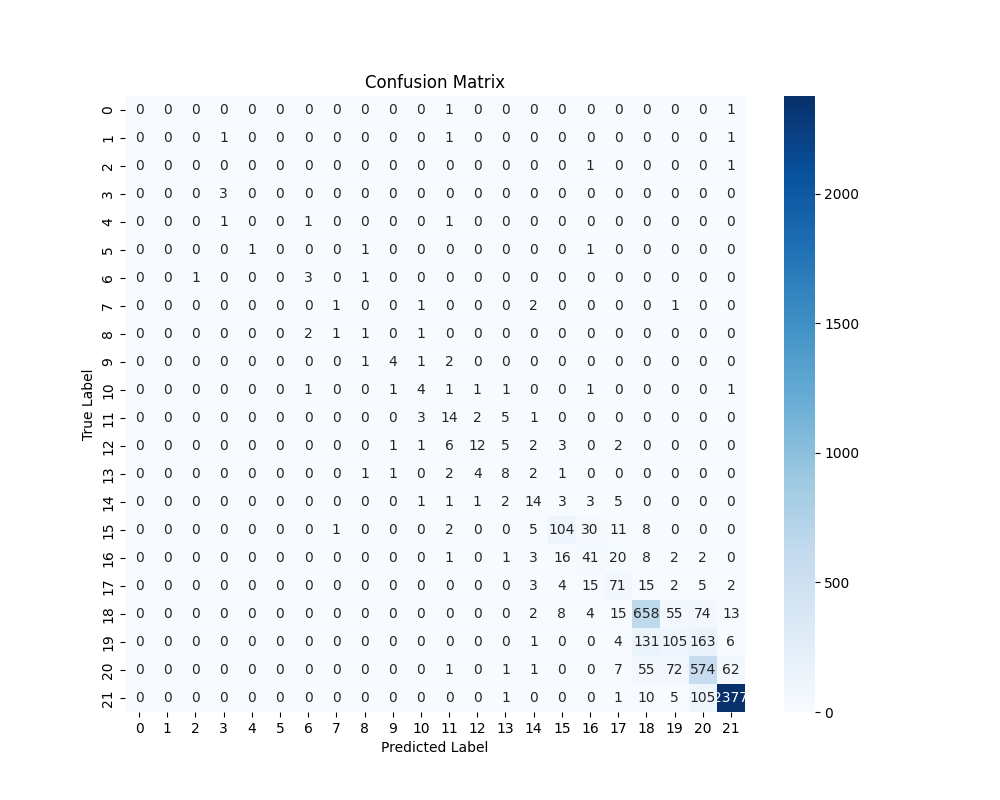 Confusion Matrix
0 0 0 0 0 0 0 0 0 0 0 0 1 0 0 0 0 0 0 0 0 0 1
1 0 0 0 1 0 0 0 0 0 0 0 1 0 0 0 0 0 0 0 0 0 1
2 0 0 0 0 0 0 0 0 0 0 0 0 0 0 0 0 1 0 0 0 0 1
3 0 0 0 3 0 0 0 0 0 0 0 0 0 0 0 0 0 0 0 0 0 0
2000
4 0 0 0 1 0 0 1 0 0 0 0 1 0 0 0 0 0 0 0 0 0 0
5 0 0 0 0 1 0 0 0 1 0 0 0 0 0 0 0 1 0 0 0 0 0
6 0 0 1 0 0 0 3 0 1 0 0 0 0 0 0 0 0 0 0 0 0 0
7 0 0 0 0 0 0 0 1 0 0 1 0 0 0 2 0 0 0 0 1 0 0
1500
8 0 0 0 0 0 0 2 1 1 0 1 0 0 0 0 0 0 0 0 0 0 0
9 0 0 0 0 0 0 0 0 1 4 1 2 0 0 0 0 0 0 0 0 0 0
10 0 0 0 0 0 0 1 0 0 1 4 1 1 1 0 0 1 0 0 0 0 1
True Label
11 0 0 0 0 0 0 0 0 0 0 3 14 2 5 1 0 0 0 0 0 0 0
12 0 0 0 0 0 0 0 0 0 1 1 6 12 5 2 3 0 2 0 0 0 0
1000
13 0 0 0 0 0 0 0 0 1 1 0 2 4 8 2 1 0 0 0 0 0 0
14 0 0 0 0 0 0 0 0 0 0 1 1 1 2 14 3 3 5 0 0 0 0
15 0 0 0 0 0 0 0 1 0 0 0 2 0 0 5 104 30 11 8 0 0 0
16 0 0 0 0 0 0 0 0 0 0 0 1 0 1 3 16 41 20 8 2 2 0
17 0 0 0 0 0 0 0 0 0 0 0 0 0 0 3 4 15 71 15 2 5 2
500
18 0 0 0 0 0 0 0 0 0 0 0 0 0 0 2 8 4 15 658 55 74 13
19 0 0 0 0 0 0 0 0 0 0 0 0 0 0 1 0 0 4 131 105 163 6
20 0 0 0 0 0 0 0 0 0 0 0 1 0 1 1 0 0 7 55 72 574 62
21 0 0 0 0 0 0 0 0 0 0 0 0 0 1 0 0 0 1 10 5 105 2377
0
0 1 2 3 4 5 6 7 8 9 10 11 12 13 14 15 16 17 18 19 20 21
Predicted Label